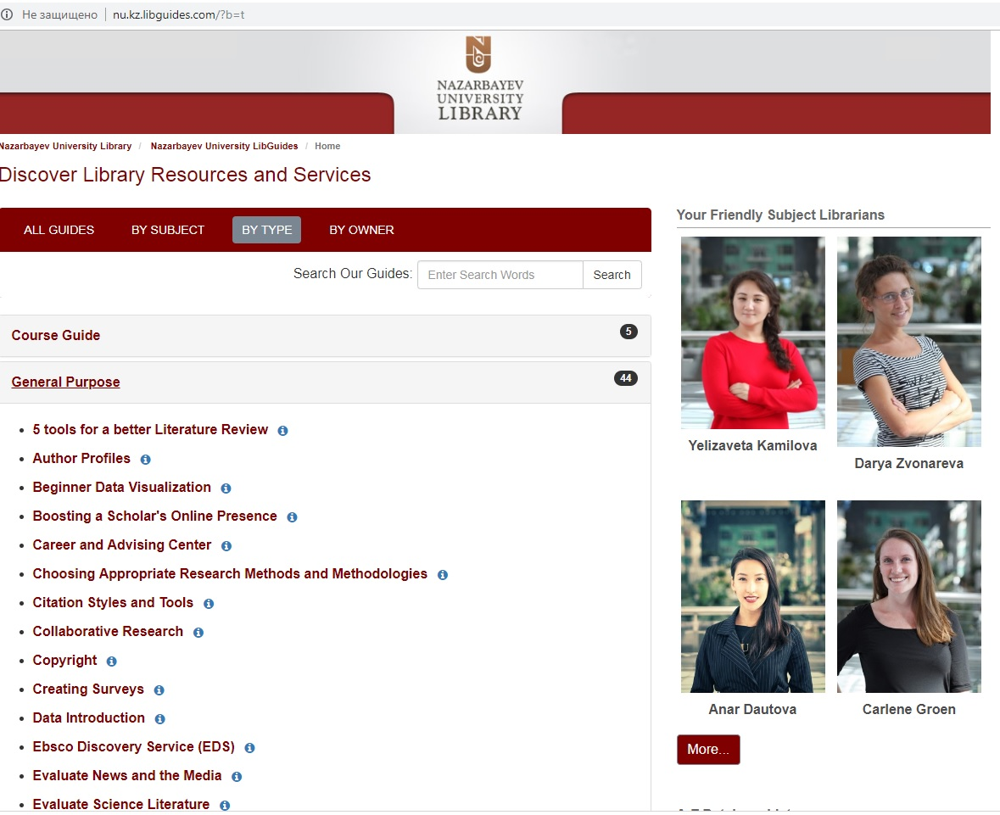 Не защищено nu.kz.libguides.com/?b=t
NAZARBAYEV
UNIVERSITY
LIBRARY
Nazarbayev University Library / Nazarbayev University LibGuides / Home
Discover Library Resources and Services
ALL GUIDES BY SUBJECT BY TYPE BY OWNER
Search Our Guides: Enter Search Words Search
Course Guide 5
General Purpose 44
5 tools for a better Literature Review
Author Profiles
Beginner Data Visualization
Boosting a Scholar's Online Presence
Career and Advising Center
Choosing Appropriate Research Methods and Methodologies
Citation Styles and Tools
Collaborative Research
Copyright
Creating Surveys
Data Introduction
Ebsco Discovery Service (EDS)
Evaluate News and the Media
Evaluate Science Literature
Your Friendly Subject Librarians
Yelizaveta Kamilova
Darya Zvonareva
Anar Dautova
Carlene Groen
More...